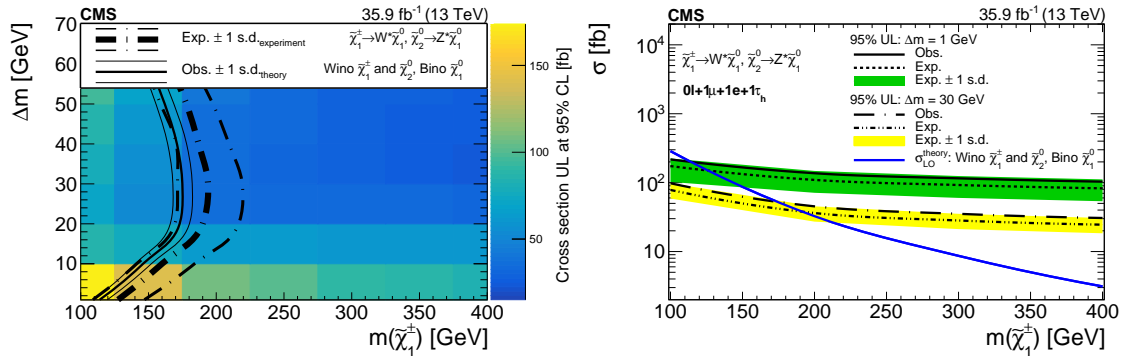 CMS 35.9 fb⁻¹ (13 TeV)
Δm [GeV]
70
60
50
40
30
20
10
1
Exp. ± 1 s.d.experiment
Obs. ± 1 s.d.theory
χ̃₁±→W*χ̃₁⁰, χ̃₂⁰→Z*χ̃₁⁰
Wino χ̃₁± and χ̃₂⁰, Bino χ̃₁⁰
100 150 200 250 300 350 400
m(χ̃₁±) [GeV]
150
100
50
Cross section UL at 95% CL [fb]
CMS 35.9 fb⁻¹ (13 TeV)
σ [fb]
10⁴
10³
10²
10
χ̃₁±→W*χ̃₁⁰, χ̃₂⁰→Z*χ̃₁⁰
0l+1μ+1e+1τh
95% UL: Δm = 1 GeV
Obs.
Exp.
Exp ± 1 s.d.
95% UL: Δm = 30 GeV
Obs.
Exp.
Exp ± 1 s.d.
σLOtheory: Wino χ̃₁± and χ̃₂⁰, Bino χ̃₁⁰
100 150 200 250 300 350 400
m(χ̃₁±) [GeV]